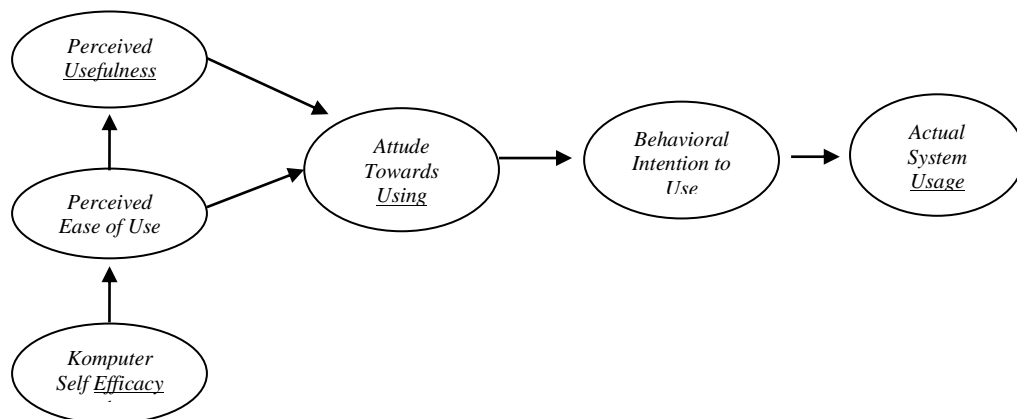 Perceived
Usefulness
Attude
Towards
Using
Behavioral
Intention to
Use
Actual
System
Usage
Perceived
Ease of Use
Komputer
Self Efficacy